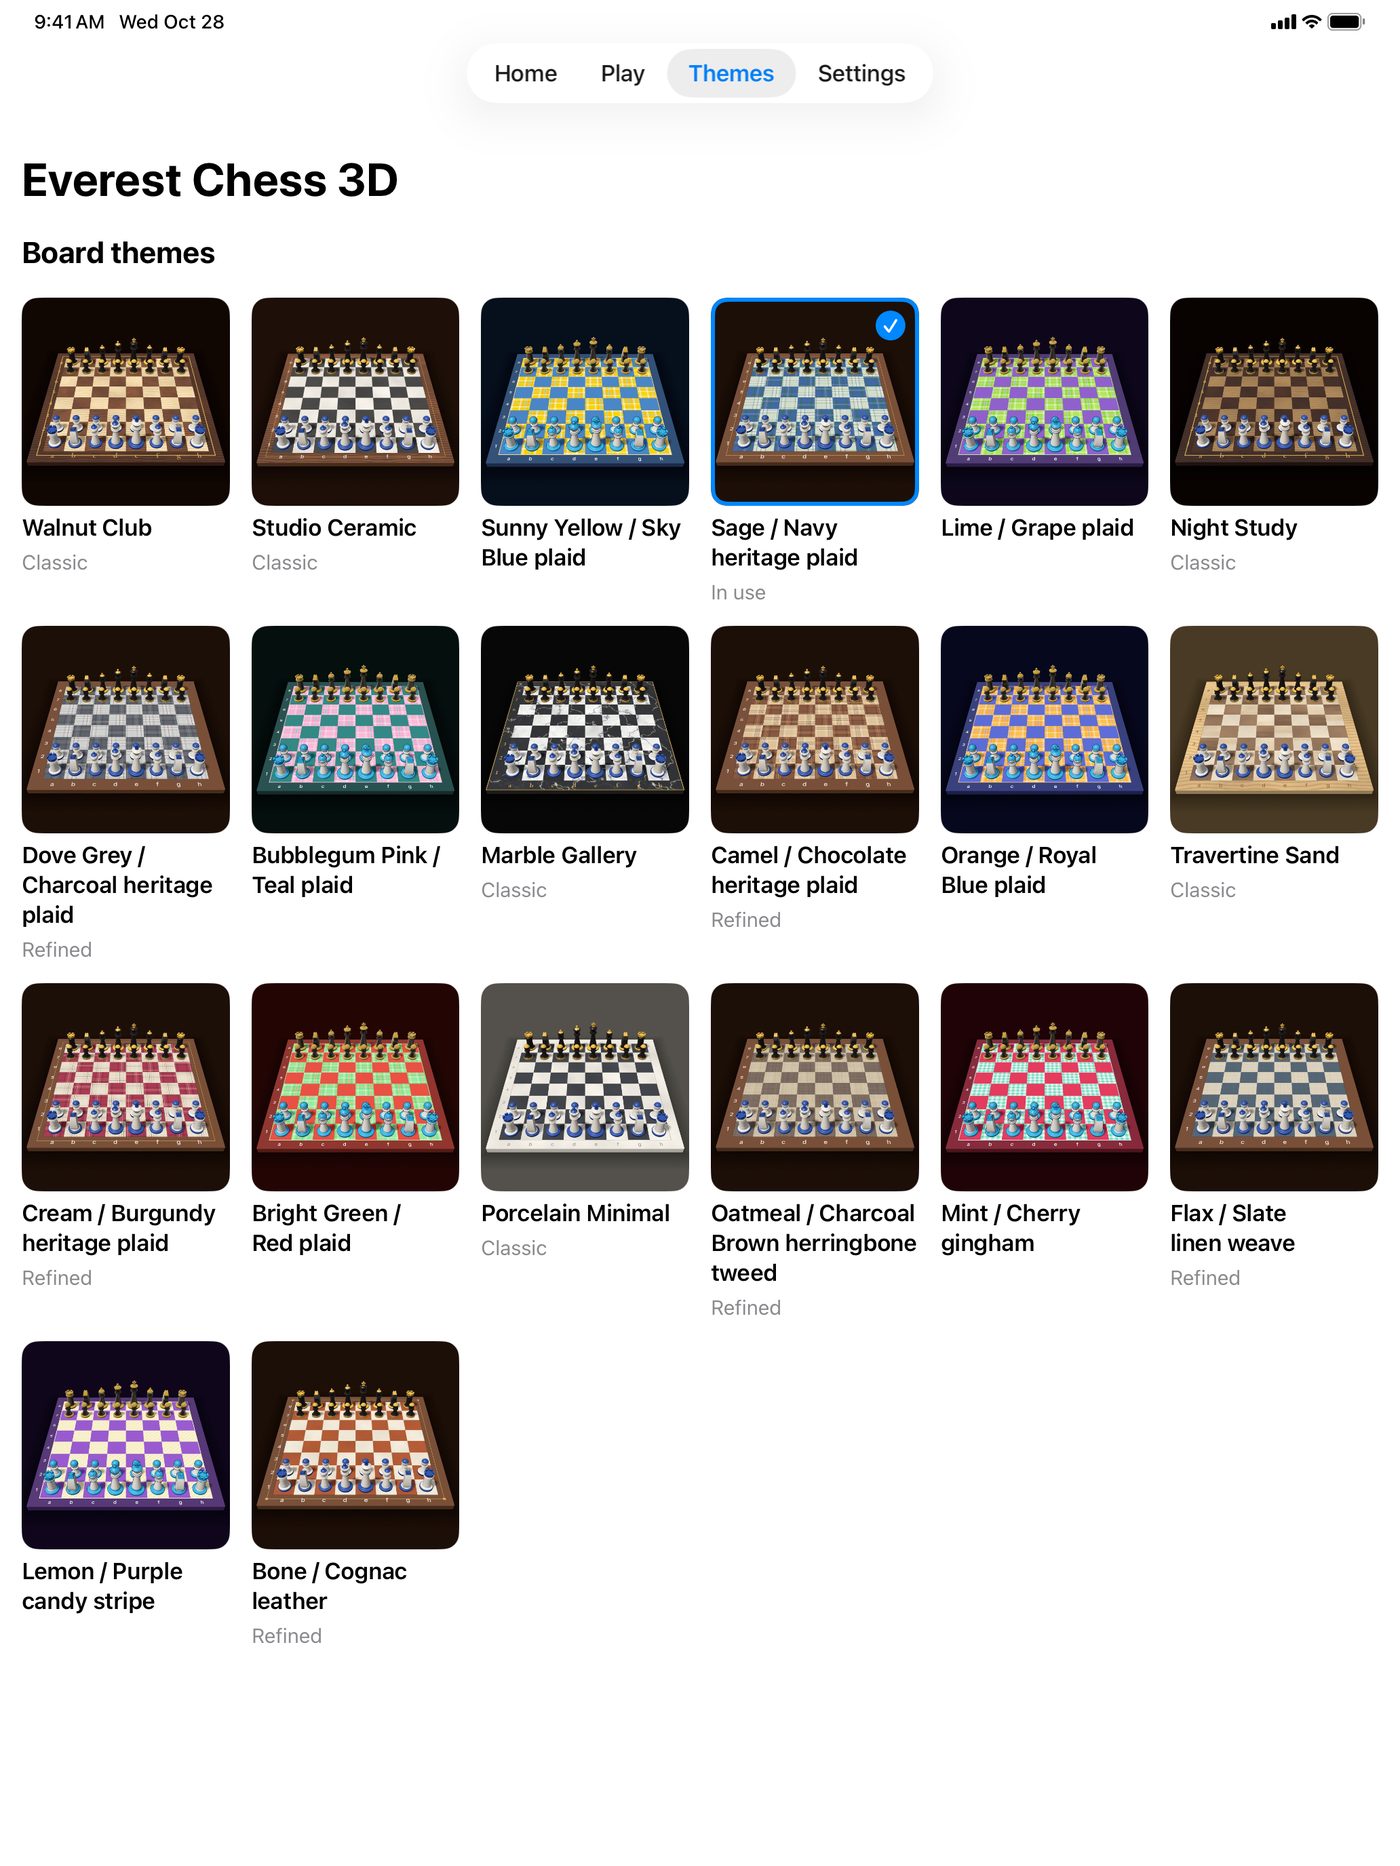 9:41 AM Wed Oct 28
Home Play Themes Settings
Everest Chess 3D
Board themes
Walnut Club
Classic
Studio Ceramic
Classic
Sunny Yellow / Sky
Blue plaid
Sage / Navy
heritage plaid
In use
Lime / Grape plaid
Night Study
Classic
Dove Grey /
Charcoal heritage
plaid
Refined
Bubblegum Pink /
Teal plaid
Marble Gallery
Classic
Camel / Chocolate
heritage plaid
Refined
Orange / Royal
Blue plaid
Travertine Sand
Classic
Cream / Burgundy
heritage plaid
Refined
Bright Green /
Red plaid
Porcelain Minimal
Classic
Oatmeal / Charcoal
Brown herringbone
tweed
Refined
Mint / Cherry
gingham
Flax / Slate
linen weave
Refined
Lemon / Purple
candy stripe
Bone / Cognac
leather
Refined